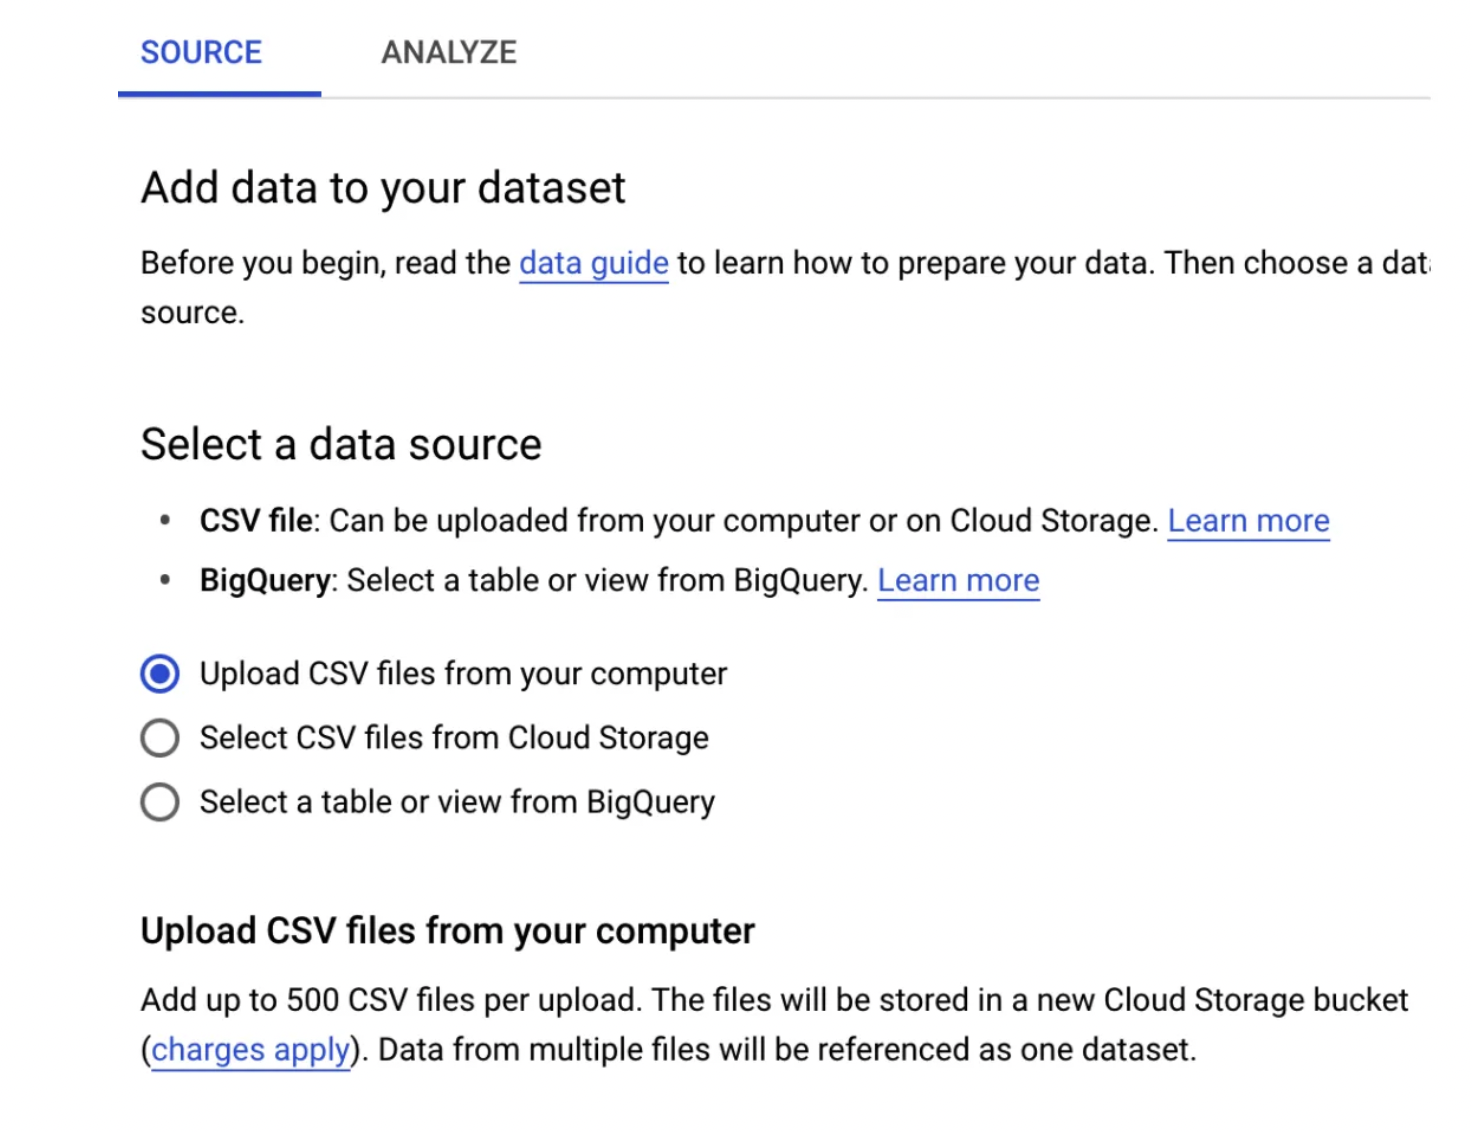 SOURCE ANALYZE
Add data to your dataset
Before you begin, read the data guide to learn how to prepare your data. Then choose a dat
source.
Select a data source
• CSV file: Can be uploaded from your computer or on Cloud Storage. Learn more
• BigQuery: Select a table or view from BigQuery. Learn more
Upload CSV files from your computer
Select CSV files from Cloud Storage
Select a table or view from BigQuery
Upload CSV files from your computer
Add up to 500 CSV files per upload. The files will be stored in a new Cloud Storage bucket
(charges apply). Data from multiple files will be referenced as one dataset.